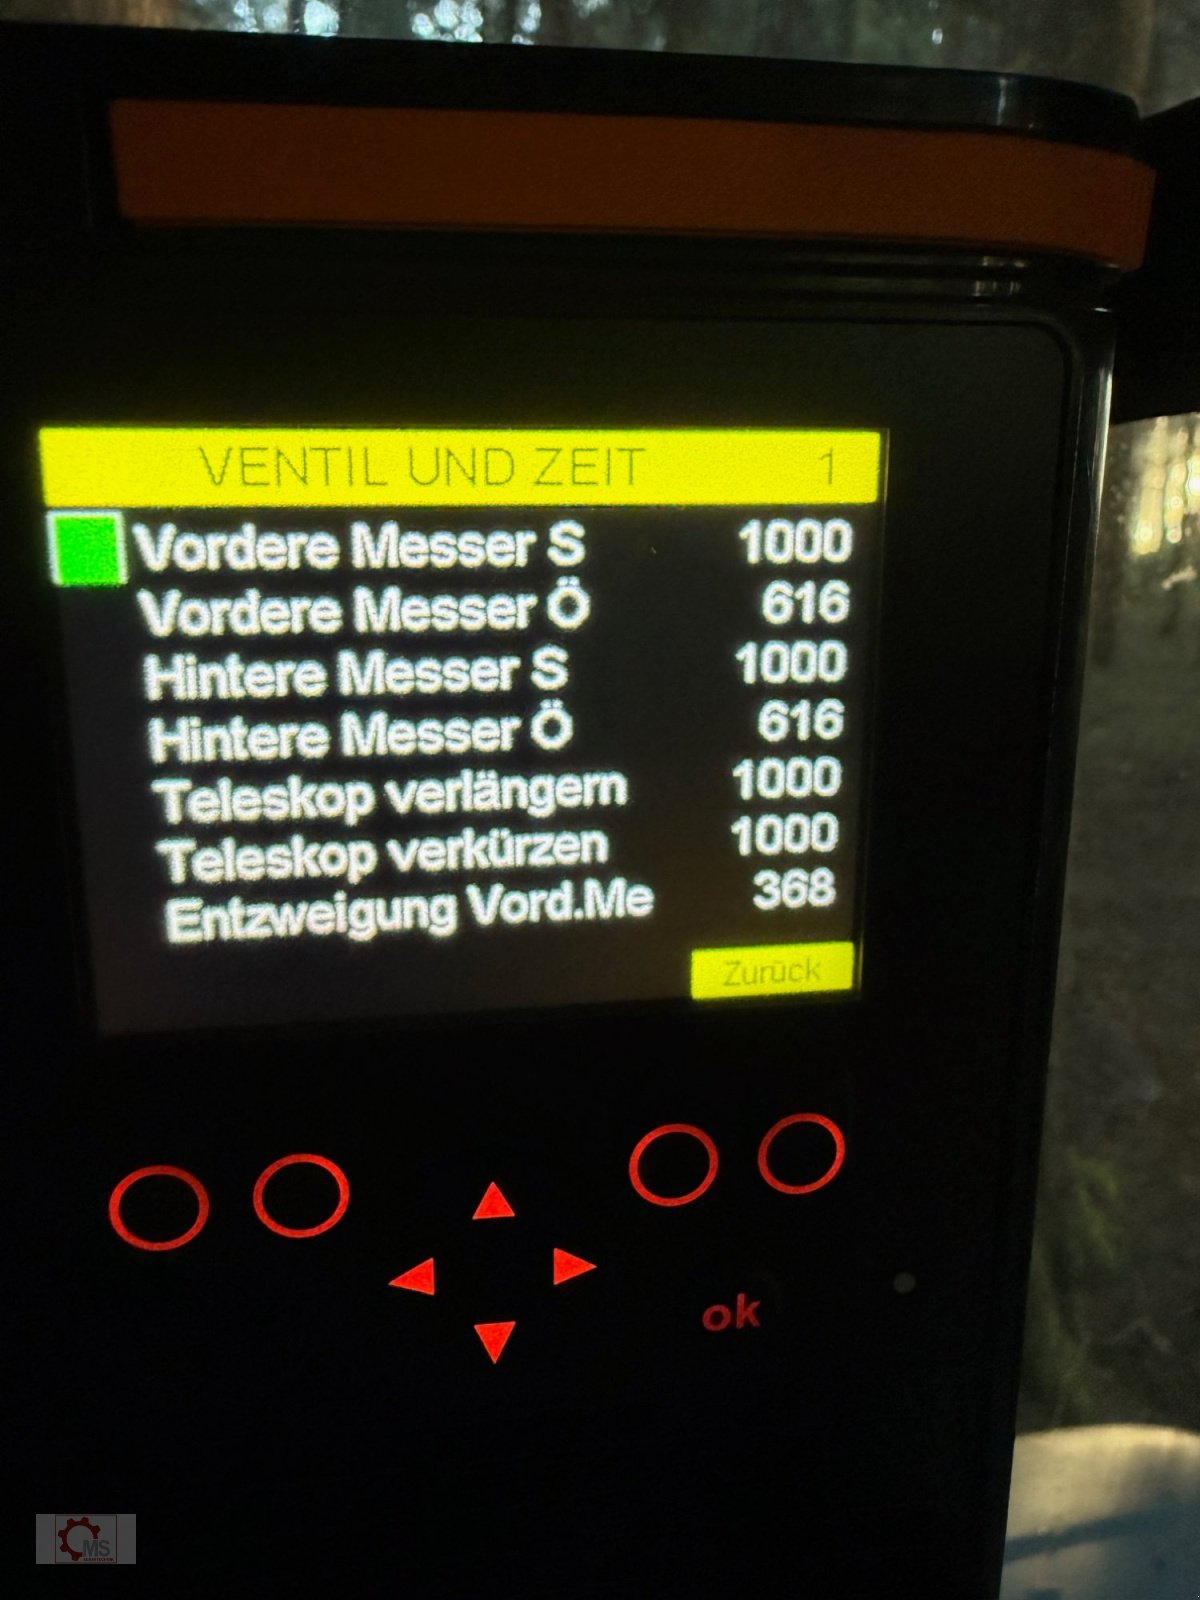 VENTIL UND ZEIT 1
Vordere Messer S 1000
Vordere Messer Ö 616
Hintere Messer S 1000
Hintere Messer Ö 616
Teleskop verlängern 1000
Teleskop verkürzen 1000
Entzweigung Vord.Me 368
Zurück
ok
MS